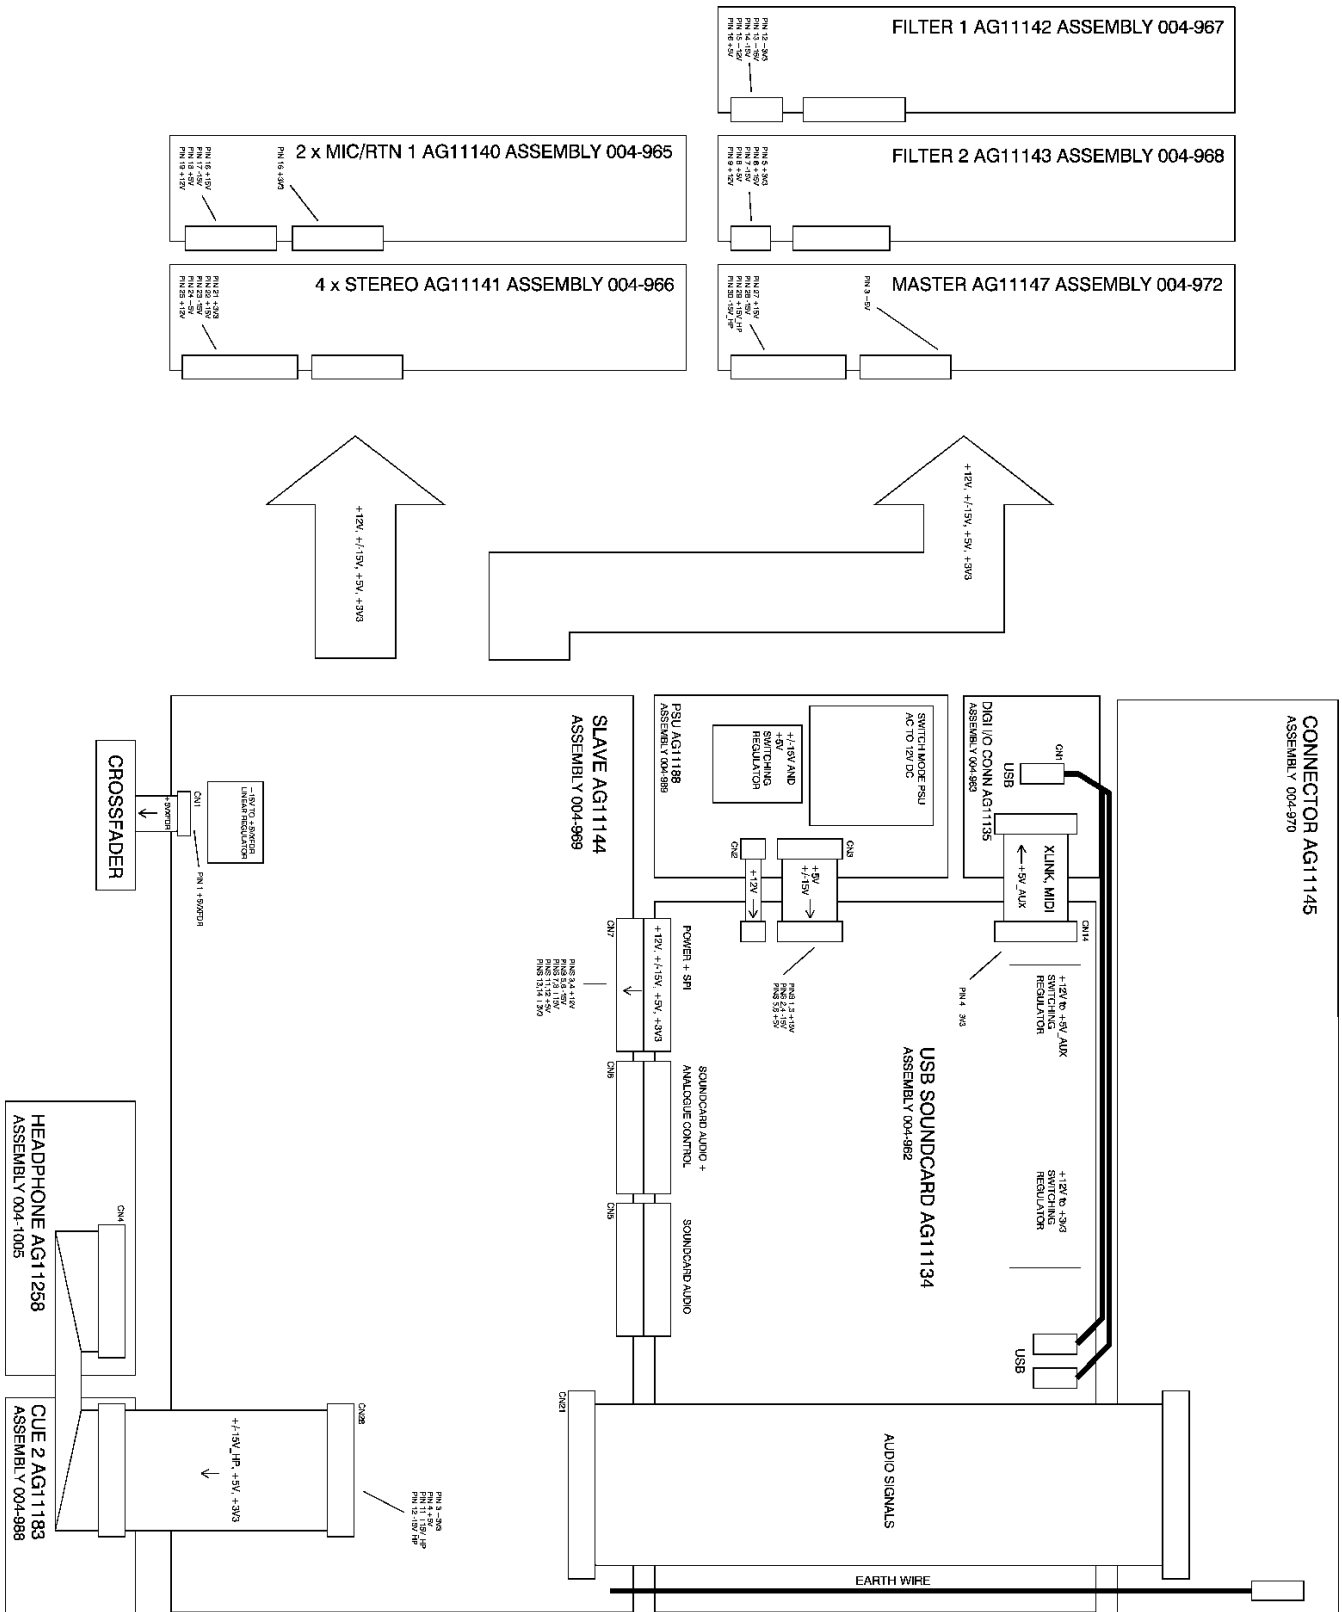 FILTER 1 AG11142 ASSEMBLY 004-967
PIN 12 +3V3
PIN 13 +15V
PIN 14 -15V
PIN 15 +12V
PIN 16 +5V
2 x MIC/RTN 1 AG11140 ASSEMBLY 004-965
PIN 16 +15V
PIN 17 -15V
PIN 18 +5V
PIN 19 +12V
PIN 16 +3V3
FILTER 2 AG11143 ASSEMBLY 004-968
PIN 5 +3V3
PIN 6 +15V
PIN 7 -15V
PIN 8 +5V
PIN 9 +12V
4 x STEREO AG11141 ASSEMBLY 004-966
PIN 21 +3V3
PIN 22 +15V
PIN 23 -15V
PIN 24 +5V
PIN 25 +12V
MASTER AG11147 ASSEMBLY 004-972
PIN 27 +15V
PIN 28 -15V
PIN 29 +15V_HP
PIN 30 -15V_HP
PIN 3 +5V
+12V, +/-15V, +5V, +3V3
+12V, +/-15V, +5V, +3V3
CONNECTOR AG11145
ASSEMBLY 004-970
DIGI I/O CONN AG11135
ASSEMBLY 004-963
CN1
USB
XLINK, MIDI
+5V_AUX
CN14
PIN 4 3V3
PSU AG11188
ASSEMBLY 004-989
SWITCH MODE PSU
AC TO 12V DC
+/-15V AND
+5V
SWITCHING
REGULATOR
CN3
+5V
+/-15V
CN2
+12V
PINS 1,3 +15V
PINS 2,4 -15V
PINS 5,6 +5V
USB SOUNDCARD AG11134
ASSEMBLY 004-962
+12V to +5V_AUX
SWITCHING
REGULATOR
+12V to +3V3
SWITCHING
REGULATOR
USB
SLAVE AG11144
ASSEMBLY 004-969
POWER + SPI
+12V, +/-15V, +5V, +3V3
CN7
PINS 3,4 +12V
PINS 5,6 -15V
PINS 7,8 +15V
PINS 11,12 +5V
PINS 13,14 +3V3
SOUNDCARD AUDIO +
ANALOGUE CONTROL
CN6
SOUNDCARD AUDIO
CN5
CROSSFADER
+5VXFDR
CN1
+15V TO +5VXFDR
LINEAR REGULATOR
PIN 1 +5VXFDR
CN21
AUDIO SIGNALS
EARTH WIRE
HEADPHONE AG11258
ASSEMBLY 004-1005
CN4
CUE 2 AG11183
ASSEMBLY 004-988
+/-15V_HP, +5V, +3V3
CN28
PIN 3 +3V3
PIN 4 +5V
PIN 11 +15V_HP
PIN 12 -15V_HP